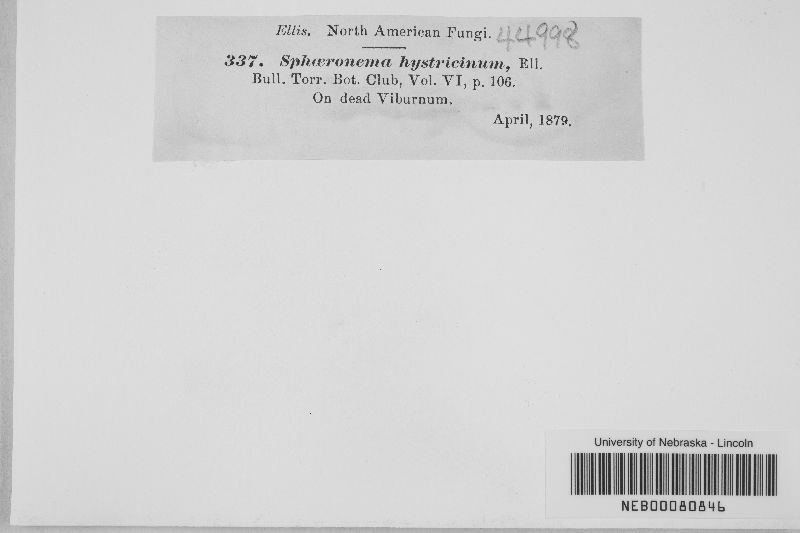 Ellis. North American Fungi. 44998
337. Sphæronema hystricinum, Ell.
Bull. Torr. Bot. Club, Vol. VI, p. 106.
On dead Viburnum.
April, 1879.
University of Nebraska - Lincoln
NEB00080846